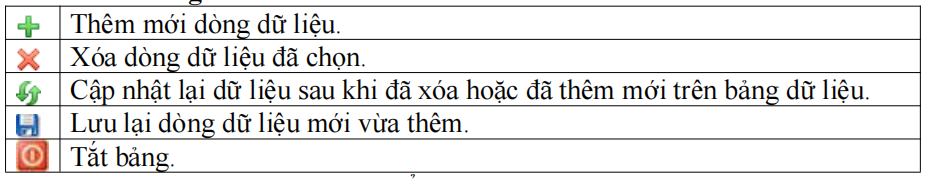 Thêm mới dòng dữ liệu.
Xóa dòng dữ liệu đã chọn.
Cập nhật lại dữ liệu sau khi đã xóa hoặc đã thêm mới trên bảng dữ liệu.
Lưu lại dòng dữ liệu mới vừa thêm.
Tắt bảng.